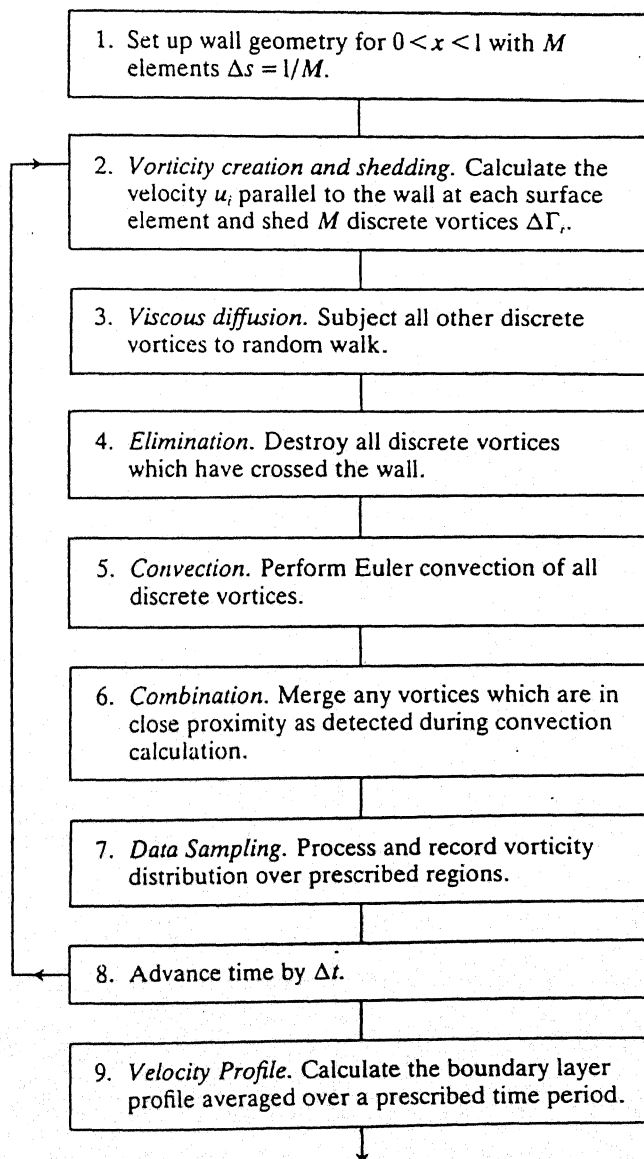 1. Set up wall geometry for 0 < x < 1 with M
elements Δs = 1/M.
2. Vorticity creation and shedding. Calculate the
velocity uᵢ parallel to the wall at each surface
element and shed M discrete vortices ΔΓᵢ.
3. Viscous diffusion. Subject all other discrete
vortices to random walk.
4. Elimination. Destroy all discrete vortices
which have crossed the wall.
5. Convection. Perform Euler convection of all
discrete vortices.
6. Combination. Merge any vortices which are in
close proximity as detected during convection
calculation.
7. Data Sampling. Process and record vorticity
distribution over prescribed regions.
8. Advance time by Δt.
9. Velocity Profile. Calculate the boundary layer
profile averaged over a prescribed time period.